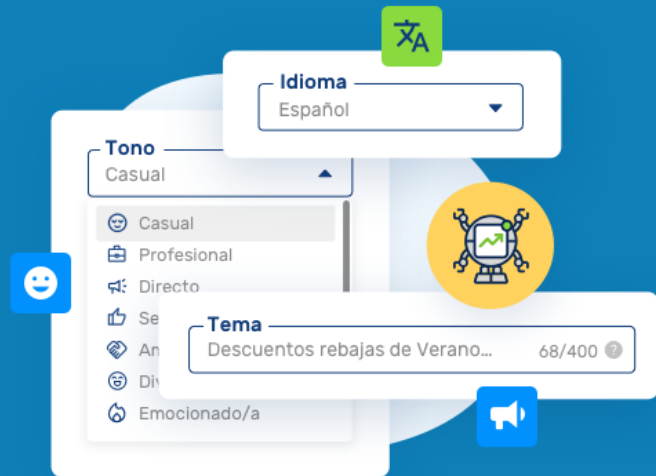 Idioma
Español
Tono
Casual
Casual
Profesional
Directo
Tema
Descuentos rebajas de Verano...
68/400
Emocionado/a